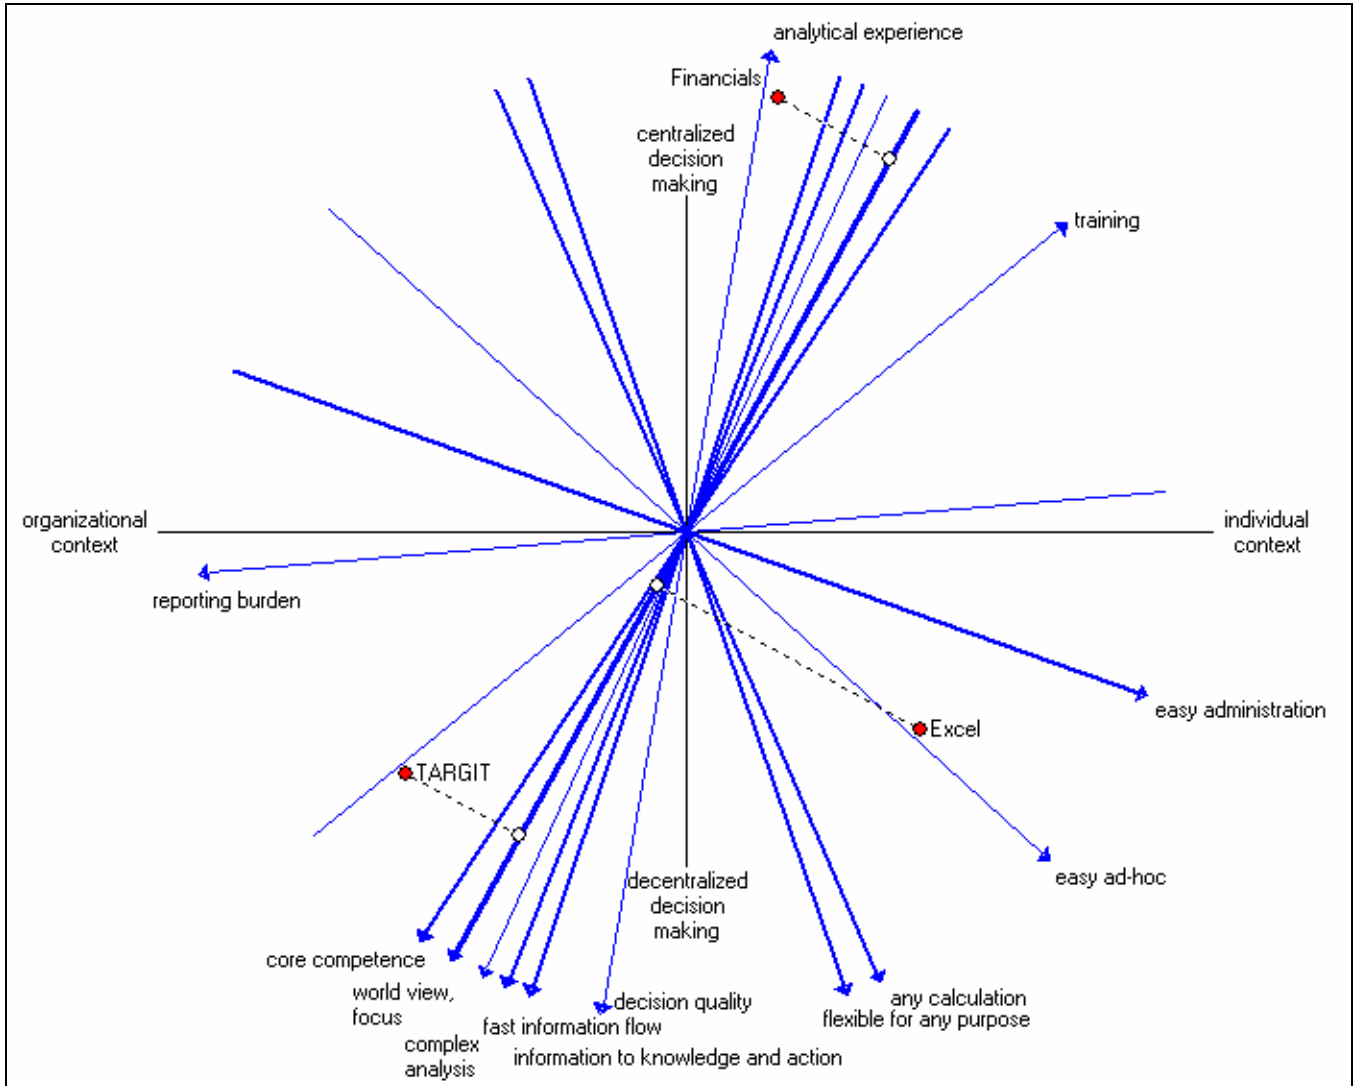 analytical experience
Financials
centralized
decision
making
training
organizational
context
individual
context
reporting burden
easy administration
Excel
TARGIT
easy ad-hoc
decentralized
decision
making
core competence
world view,
focus
decision quality
any calculation
flexible for any purpose
fast information flow
complex
analysis
information to knowledge and action